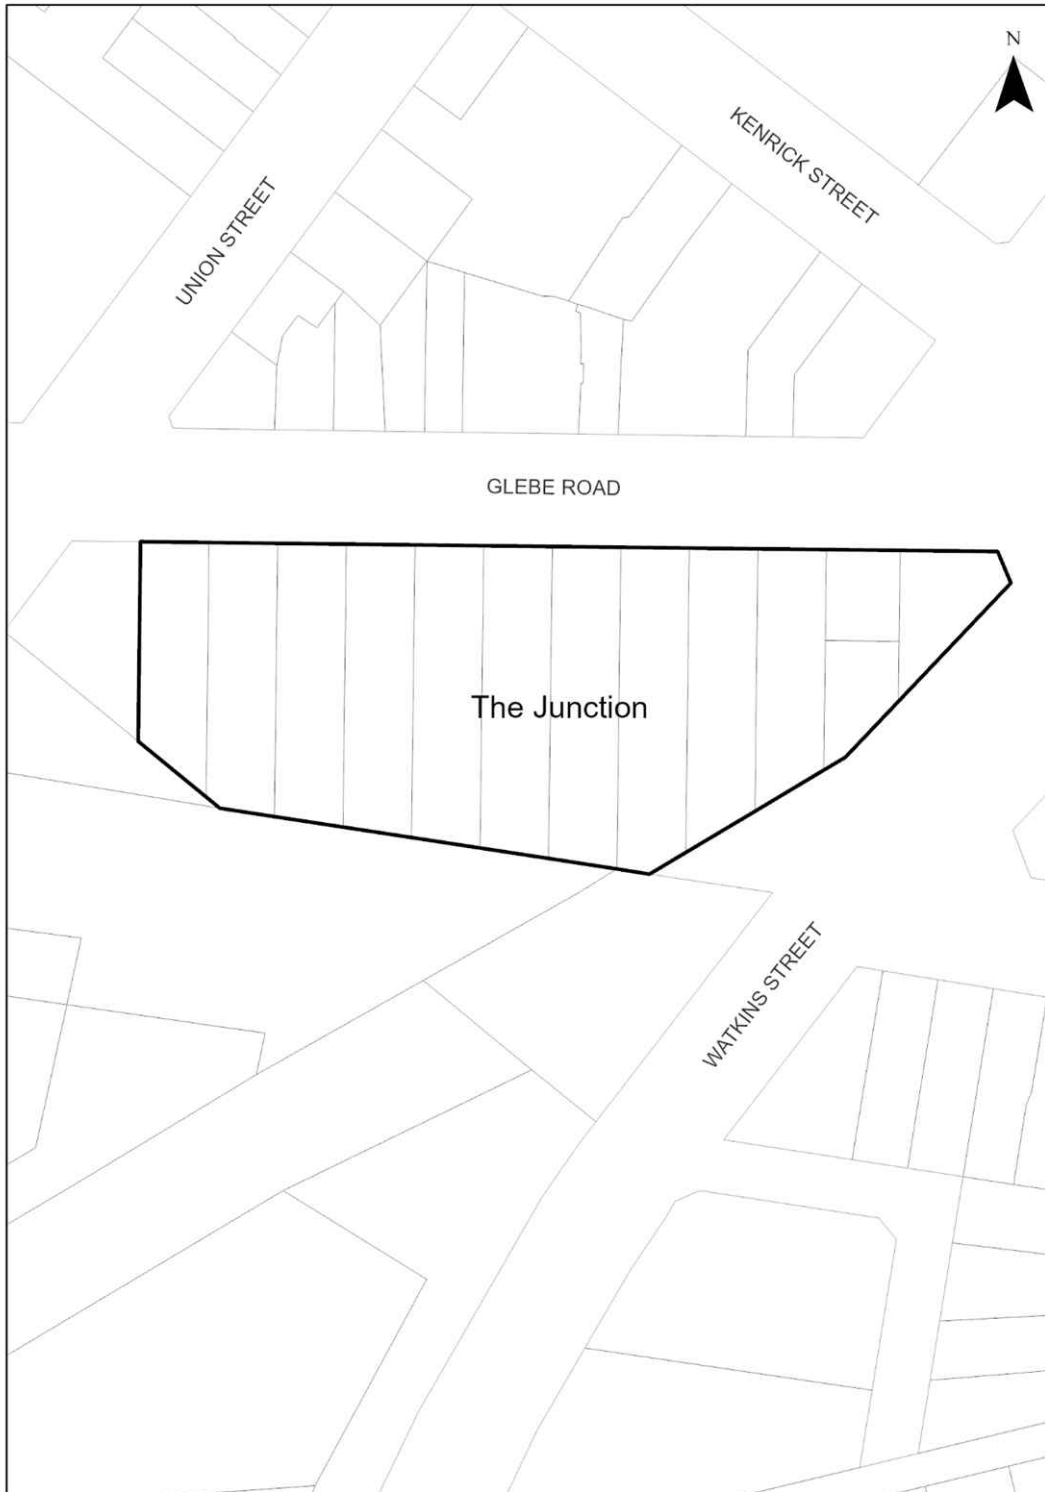 N
KENRICK STREET
UNION STREET
GLEBE ROAD
The Junction
WATKINS STREET